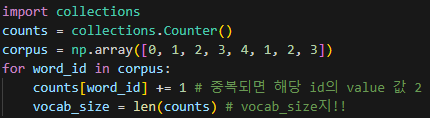 import collections
counts = collections.Counter()
corpus = np.array([0, 1, 2, 3, 4, 1, 2, 3])
for word_id in corpus:
    counts[word_id] += 1 # 중복되면 해당 id의 value 값 2
    vocab_size = len(counts) # vocab_size지!!